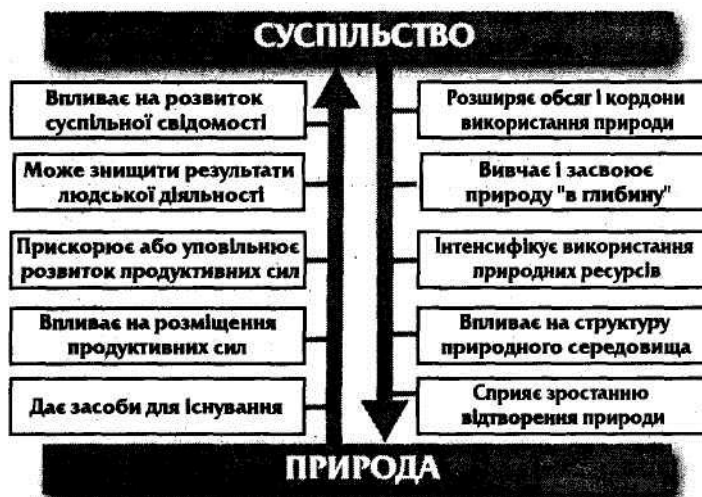 СУСПІЛЬСТВО
Впливає на розвиток
суспільної свідомості
Може знищити результати
людської діяльності
Прискорює або уповільнює
розвиток продуктивних сил
Впливає на розміщення
продуктивних сил
Дає засоби для існування
Розширяє обсяг і кордони
використання природи
Вивчає і засвоює
природу "в глибину"
Інтенсифікує використання
природних ресурсів
Впливає на структуру
природного середовища
Сприяє зростанню
відтворення природи
ПРИРОДА